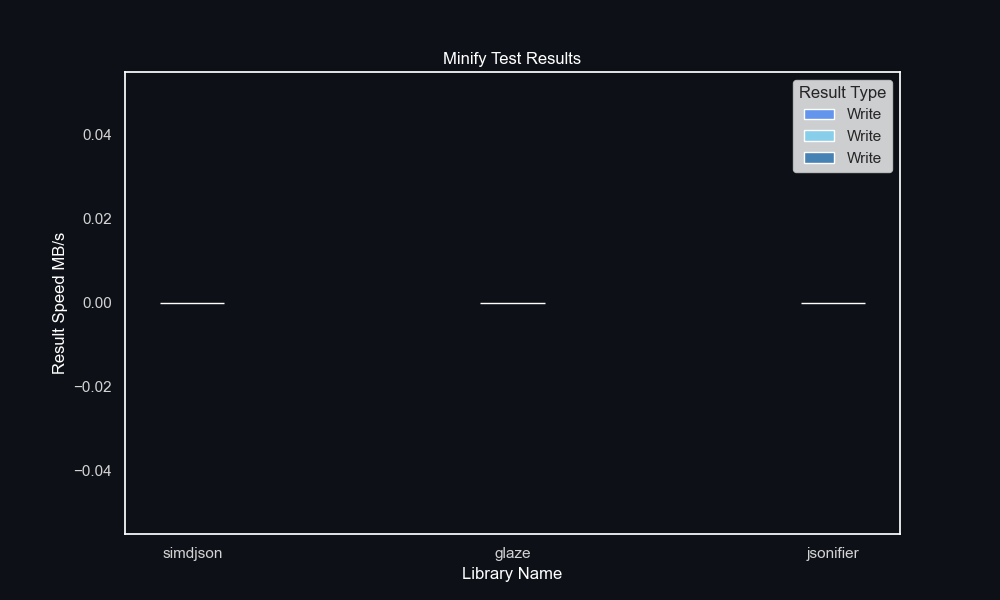 Minify Test Results
Result Type
Write
Write
Write
0.04
0.02
0.00
−0.02
−0.04
Result Speed MB/s
simdjson
glaze
jsonifier
Library Name